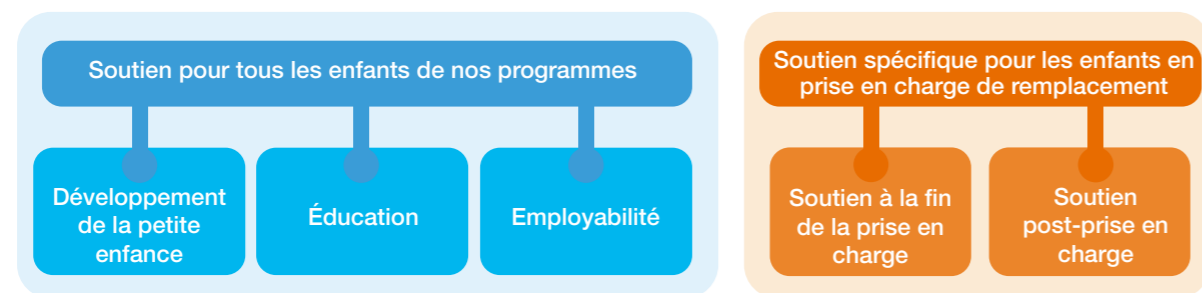 Soutien pour tous les enfants de nos programmes
Développement
de la petite
enfance
Éducation
Employabilité
Soutien spécifique pour les enfants en
prise en charge de remplacement
Soutien à la fin
de la prise en
charge
Soutien
post-prise en
charge